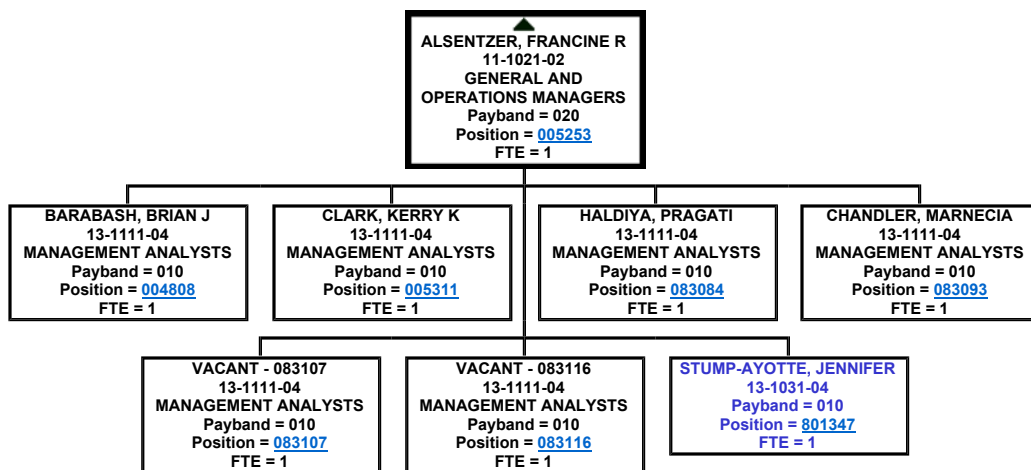 ALSENTZER, FRANCINE R
11-1021-02
GENERAL AND
OPERATIONS MANAGERS
Payband = 020
Position = 005253
FTE = 1
BARABASH, BRIAN J
13-1111-04
MANAGEMENT ANALYSTS
Payband = 010
Position = 004808
FTE = 1
CLARK, KERRY K
13-1111-04
MANAGEMENT ANALYSTS
Payband = 010
Position = 005311
FTE = 1
HALDIYA, PRAGATI
13-1111-04
MANAGEMENT ANALYSTS
Payband = 010
Position = 083084
FTE = 1
CHANDLER, MARNECIA
13-1111-04
MANAGEMENT ANALYSTS
Payband = 010
Position = 083093
FTE = 1
VACANT - 083107
13-1111-04
MANAGEMENT ANALYSTS
Payband = 010
Position = 083107
FTE = 1
VACANT - 083116
13-1111-04
MANAGEMENT ANALYSTS
Payband = 010
Position = 083116
FTE = 1
STUMP-AYOTTE, JENNIFER
13-1031-04
Payband = 010
Position = 801347
FTE = 1